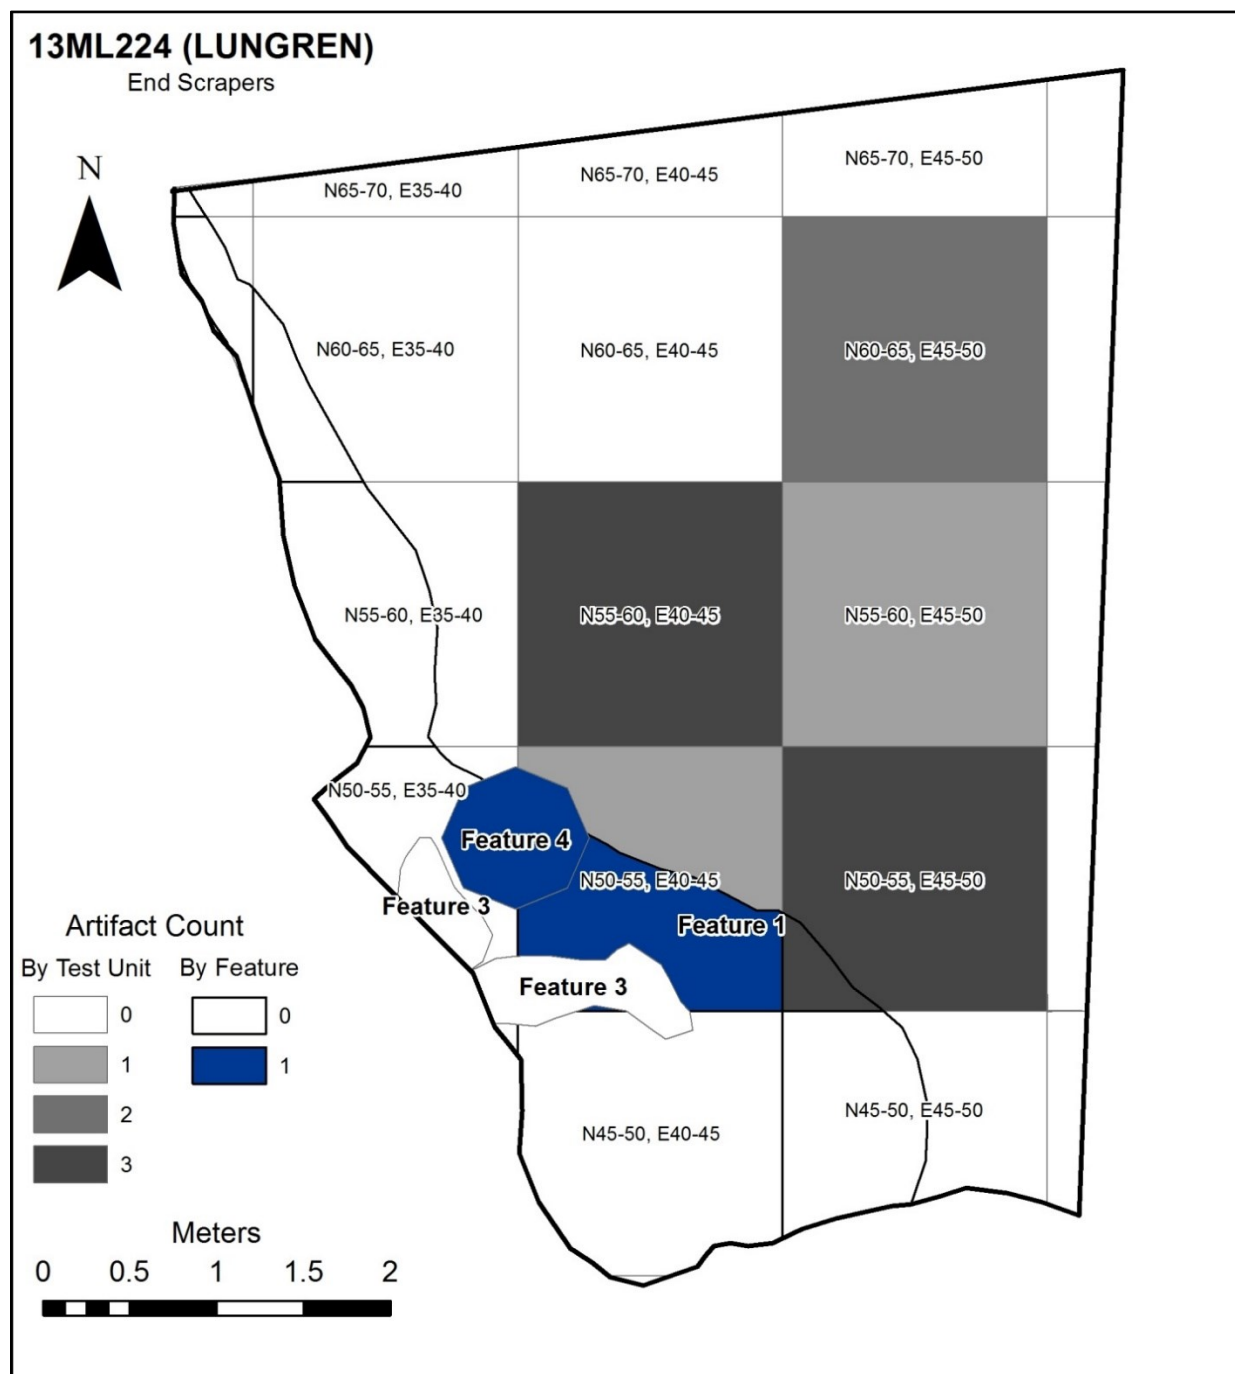 13ML224 (LUNGREN)
End Scrapers
N
N65-70, E35-40
N65-70, E40-45
N65-70, E45-50
N60-65, E35-40
N60-65, E40-45
N60-65, E45-50
N55-60, E35-40
N55-60, E40-45
N55-60, E45-50
N50-55, E35-40
Feature 4
N50-55, E40-45
N50-55, E45-50
Feature 3
Feature 1
Feature 3
N45-50, E40-45
N45-50, E45-50
Artifact Count
By Test Unit By Feature
0 0
1 1
2
3
Meters
0 0.5 1 1.5 2